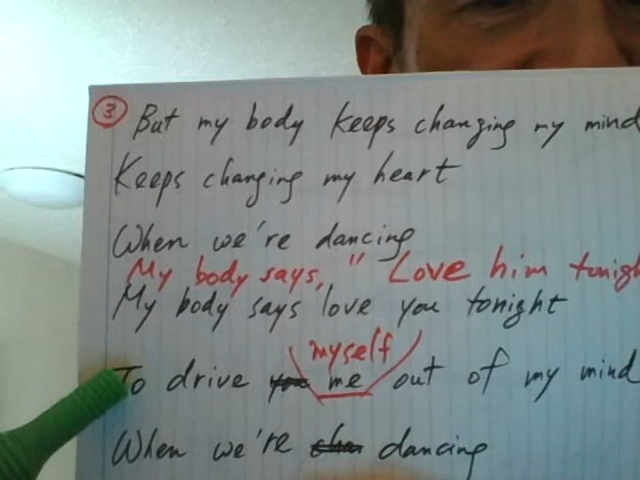 ③ But my body keeps changing my mind
Keeps changing my heart
When we're dancing
My body says, " Love him
My body says love you tonight
myself
To drive me out of my mind
When we're dancing